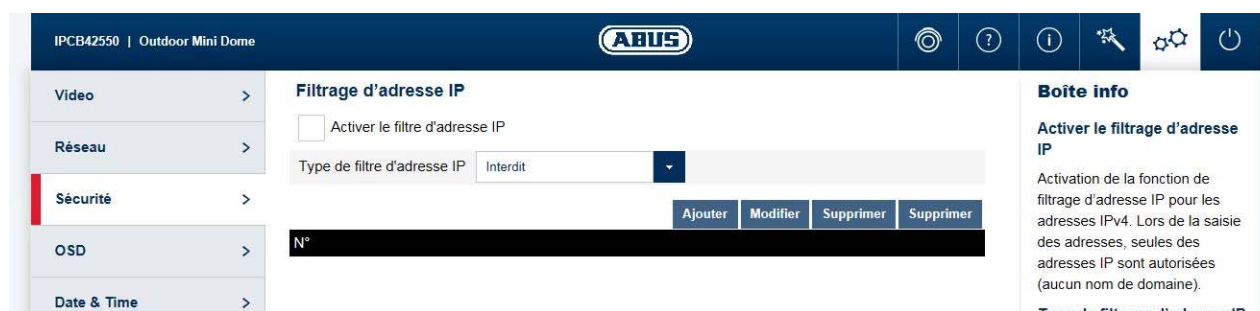 IPCB42550 | Outdoor Mini Dome
ABUS
Video
Réseau
Sécurité
OSD
Date & Time
Filtrage d'adresse IP
Activer le filtre d'adresse IP
Type de filtre d'adresse IP Interdit
Ajouter Modifier Supprimer Supprimer
N°
Boîte info
Activer le filtrage d'adresse
IP
Activation de la fonction de
filtrage d'adresse IP pour les
adresses IPv4. Lors de la saisie
des adresses, seules des
adresses IP sont autorisées
(aucun nom de domaine).